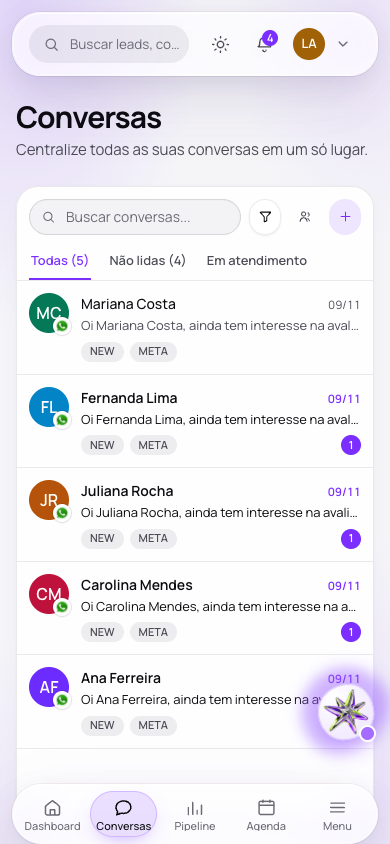 Buscar leads, co...
4
LA
Conversas
Centralize todas as suas conversas em um só lugar.
Buscar conversas...
Todas (5)
Não lidas (4)
Em atendimento
MC
Mariana Costa
09/11
Oi Mariana Costa, ainda tem interesse na aval...
NEW
META
FL
Fernanda Lima
09/11
Oi Fernanda Lima, ainda tem interesse na aval...
NEW
META
1
JR
Juliana Rocha
09/11
Oi Juliana Rocha, ainda tem interesse na avali...
NEW
META
1
CM
Carolina Mendes
09/11
Oi Carolina Mendes, ainda tem interesse na a...
NEW
META
1
AF
Ana Ferreira
09/11
Oi Ana Ferreira, ainda tem interesse na
NEW
META
Dashboard
Conversas
Pipeline
Agenda
Menu